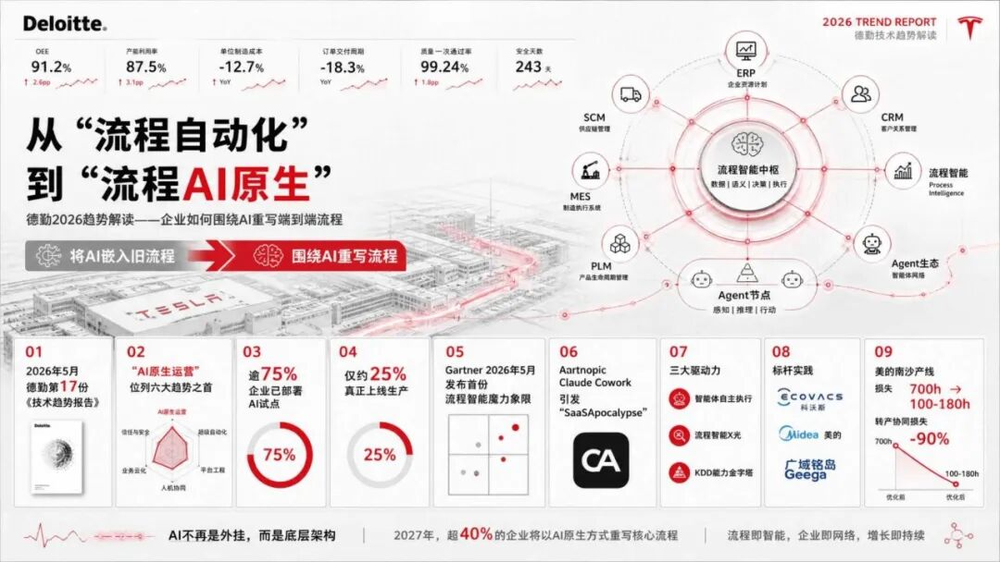 Deloitte.
2026 TREND REPORT
德勤技术趋势解读
OEE
91.2%
↑ 2.6pp
产能利用率
87.5%
↑ 3.1pp
单位制造成本
-12.7%
↑ YoY
订单交付周期
-18.3%
YoY
质量一次通过率
99.24%
↑ 1.8pp
安全天数
243 天
从“流程自动化”
到“流程AI原生”
德勤2026趋势解读——企业如何围绕AI重写端到端流程
将AI嵌入旧流程
围绕AI重写流程
TESLA
ERP
企业资源计划
SCM
供应链管理
CRM
客户关系管理
流程智能中枢
数据 | 语义 | 决策 | 执行
MES
制造执行系统
流程智能
Process
Intelligence
PLM
产品生命周期管理
Agent生态
智能体网络
Agent节点
感知 | 推理 | 行动
01
2026年5月
德勤第17份
《技术趋势报告》
Deloitte
02
“AI原生运营”
位列六大趋势之首
AI原生运营
信任与安全
超级自动化
业务云化
平台工程
人机协同
03
逾75%
企业已部署
AI试点
75%
04
仅约25%
真正上线生产
25%
05
Gartner 2026年5月
发布首份
流程智能魔力象限
06
Aartnopic
Claude Cowork
引发
“SaaSApocalypse”
CA
07
三大驱动力
智能体自主执行
流程智能X光
KDD能力金字塔
08
标杆实践
ECOVACS
科沃斯
Midea 美的
广域铭岛
Geega
09
美的南沙产线
损失 700h →
100-180h
转产协同损失
-90%
700h
100-180h
优化前
优化后
AI不再是外挂，而是底层架构
2027年，超40%的企业将以AI原生方式重写核心流程
流程即智能，企业即网络，增长即持续